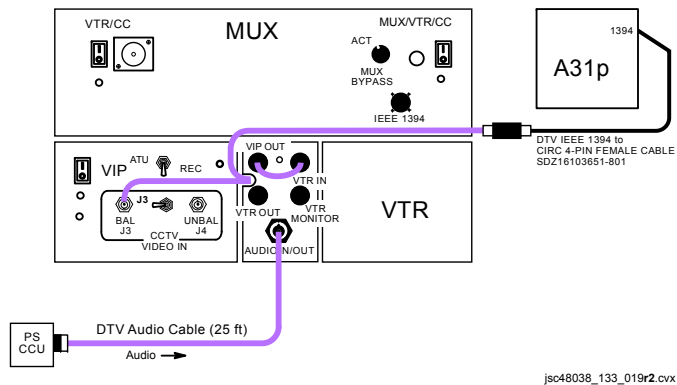 VTR/CC
MUX
MUX/VTR/CC
ACT
MUX
BYPASS
IEEE 1394
1394
A31p
DTV IEEE 1394 to
CIRC 4-PIN FEMALE CABLE
SDZ16103651-801
VIP
ATU
REC
J3
BAL
J3
UNBAL
J4
CCTV
VIDEO IN
VIP OUT
VTR IN
VTR OUT
VTR
MONITOR
AUDIO IN/OUT
VTR
PS
CCU
DTV Audio Cable (25 ft)
Audio
jsc48038_133_019r2.cvx